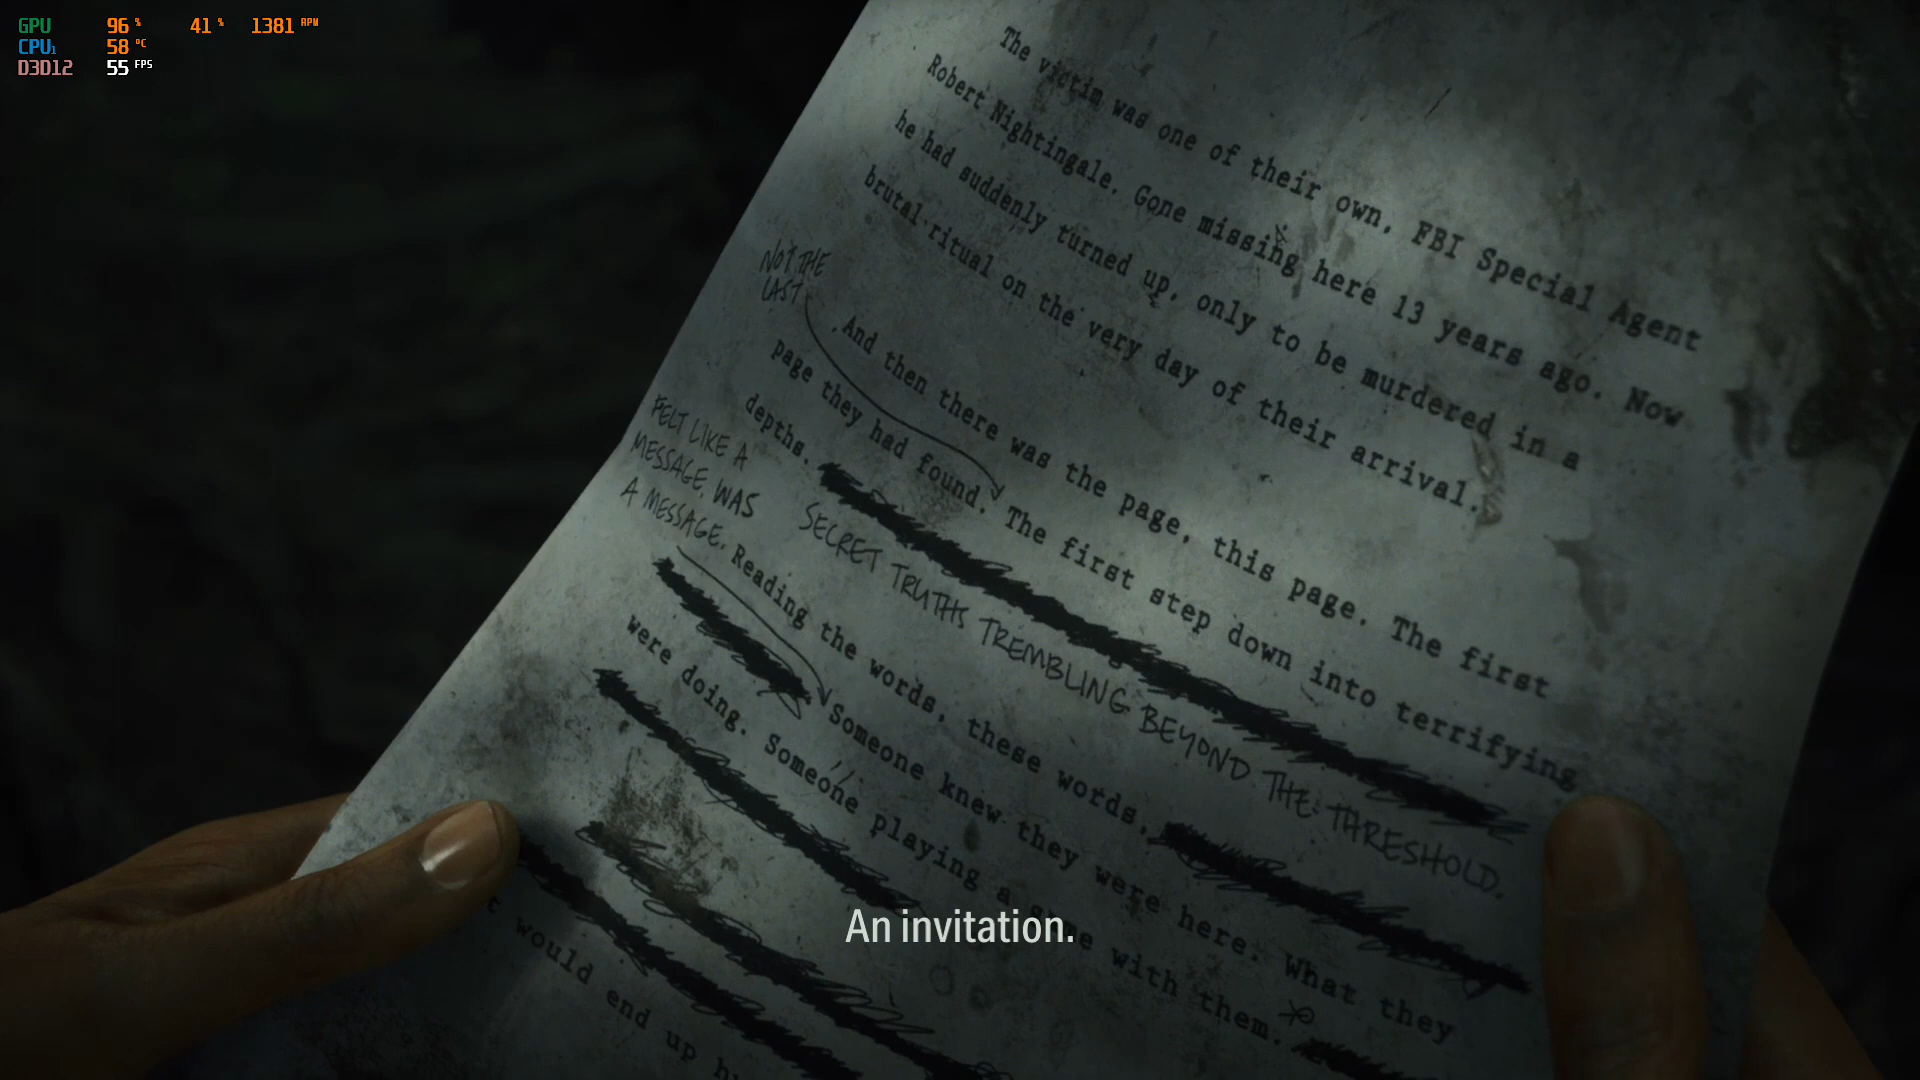 GPU 96 % 41 % 1381 RPM
CPU1 58 °C
D3D12 55 FPS
The victim was one of their own, FBI Special Agent
Robert Nightingale. Gone missing here 13 years ago. Now
he had suddenly turned up, only to be murdered in a
brutal ritual on the very day of their arrival.
NOT THE
LAST
And then there was the page, this page. The first
page they had found. The first step down into terrifying
depths.
SECRET TRUTHS TREMBLING BEYOND THE THRESHOLD.
FELT LIKE A
MESSAGE, WAS
A MESSAGE.
Reading the words, these words,
Someone knew they were here. What they
were doing. Someone playing a game with them.
would end up
An invitation.